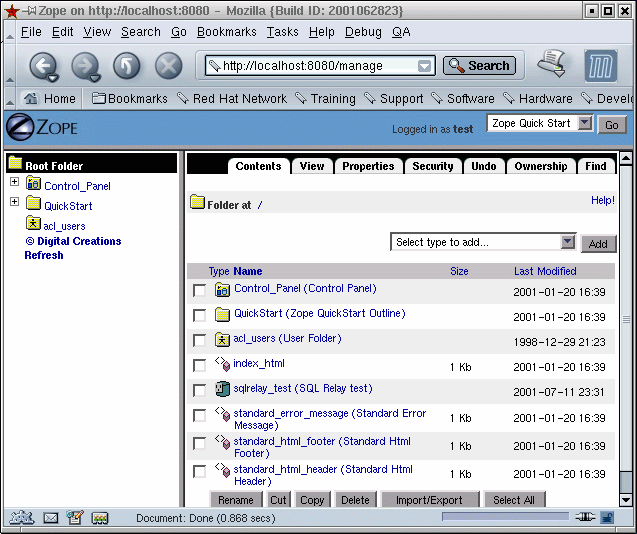 Zope on http://localhost:8080 - Mozilla {Build ID: 2001062823}
File Edit View Search Go Bookmarks Tasks Help Debug QA
http://localhost:8080/manage Search
Home Bookmarks Red Hat Network Training Support Software Hardware Develo
ZOPE Logged in as test Zope Quick Start Go
Root Folder
Control_Panel
QuickStart
acl_users
© Digital Creations
Refresh
Contents View Properties Security Undo Ownership Find
Folder at / Help!
Select type to add... Add
Type Name Size Last Modified
Control_Panel (Control Panel) 2001-01-20 16:39
QuickStart (Zope QuickStart Outline) 2001-01-20 16:39
acl_users (User Folder) 1998-12-29 21:23
index_html 1 Kb 2001-01-20 16:39
sqlrelay_test (SQL Relay test) 2001-07-11 23:31
standard_error_message (Standard Error Message) 1 Kb 2001-01-20 16:39
standard_html_footer (Standard Html Footer) 1 Kb 2001-01-20 16:39
standard_html_header (Standard Html Header) 1 Kb 2001-01-20 16:39
Rename Cut Copy Delete Import/Export Select All
Document: Done (0.868 secs)